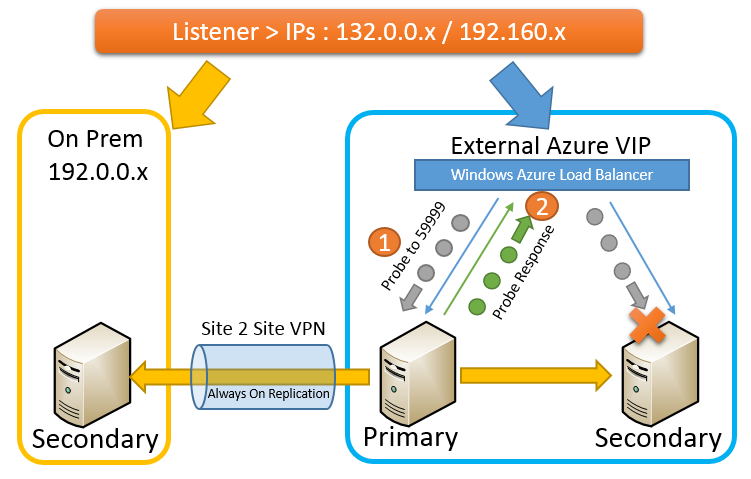 Listener > IPs : 132.0.0.x / 192.160.x
On Prem
192.0.0.x
External Azure VIP
Windows Azure Load Balancer
1
Probe to 59999
2
Probe Response
Site 2 Site VPN
Always On Replication
Secondary
Primary
Secondary